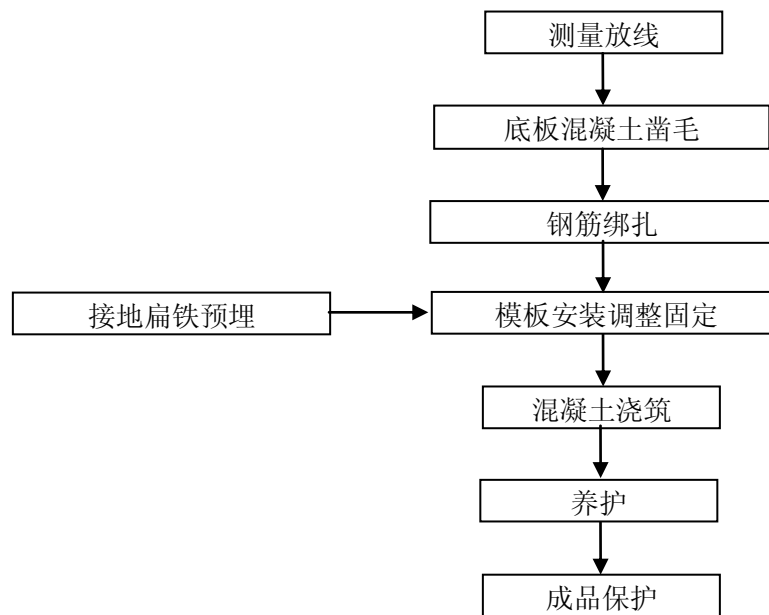 测量放线
底板混凝土凿毛
钢筋绑扎
接地扁铁预埋
模板安装调整固定
混凝土浇筑
养护
成品保护